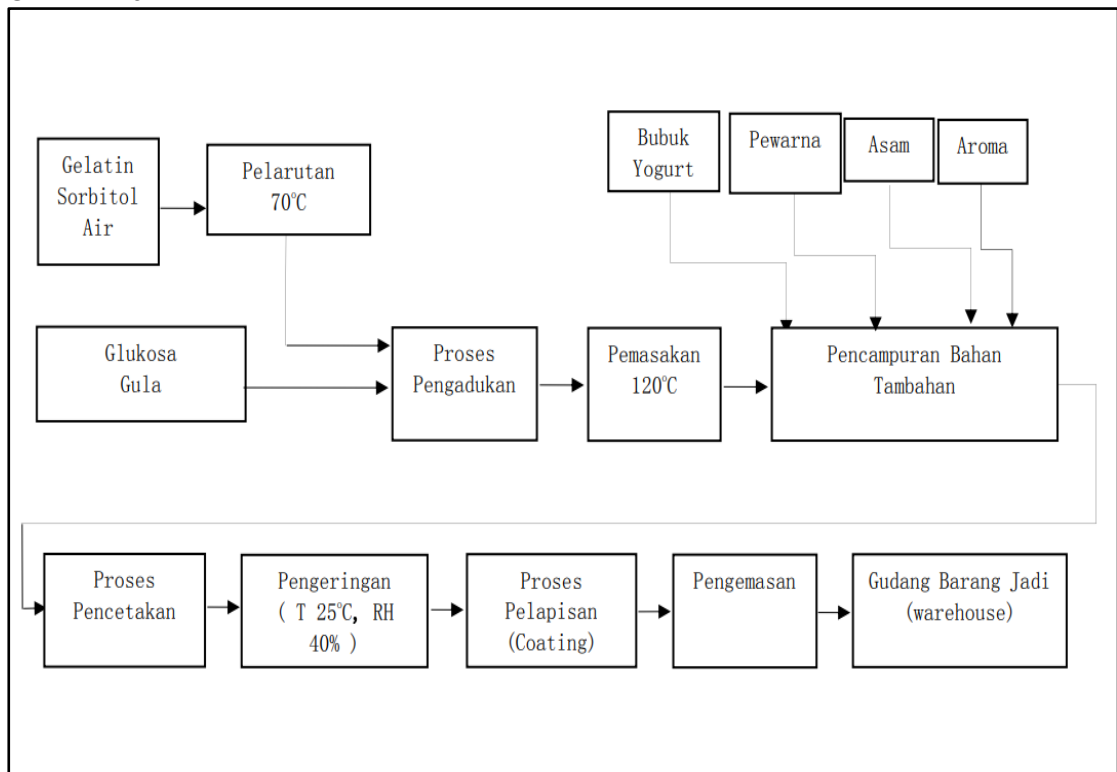 Gelatin
Sorbitol
Air
Pelarutan
70℃
Bubuk
Yogurt
Pewarna
Asam
Aroma
Glukosa
Gula
Proses
Pengadukan
Pemasakan
120℃
Pencampuran Bahan
Tambahan
Proses
Pencetakan
Pengeringan
( T 25℃, RH
40% )
Proses
Pelapisan
(Coating)
Pengemasan
Gudang Barang Jadi
(warehouse)